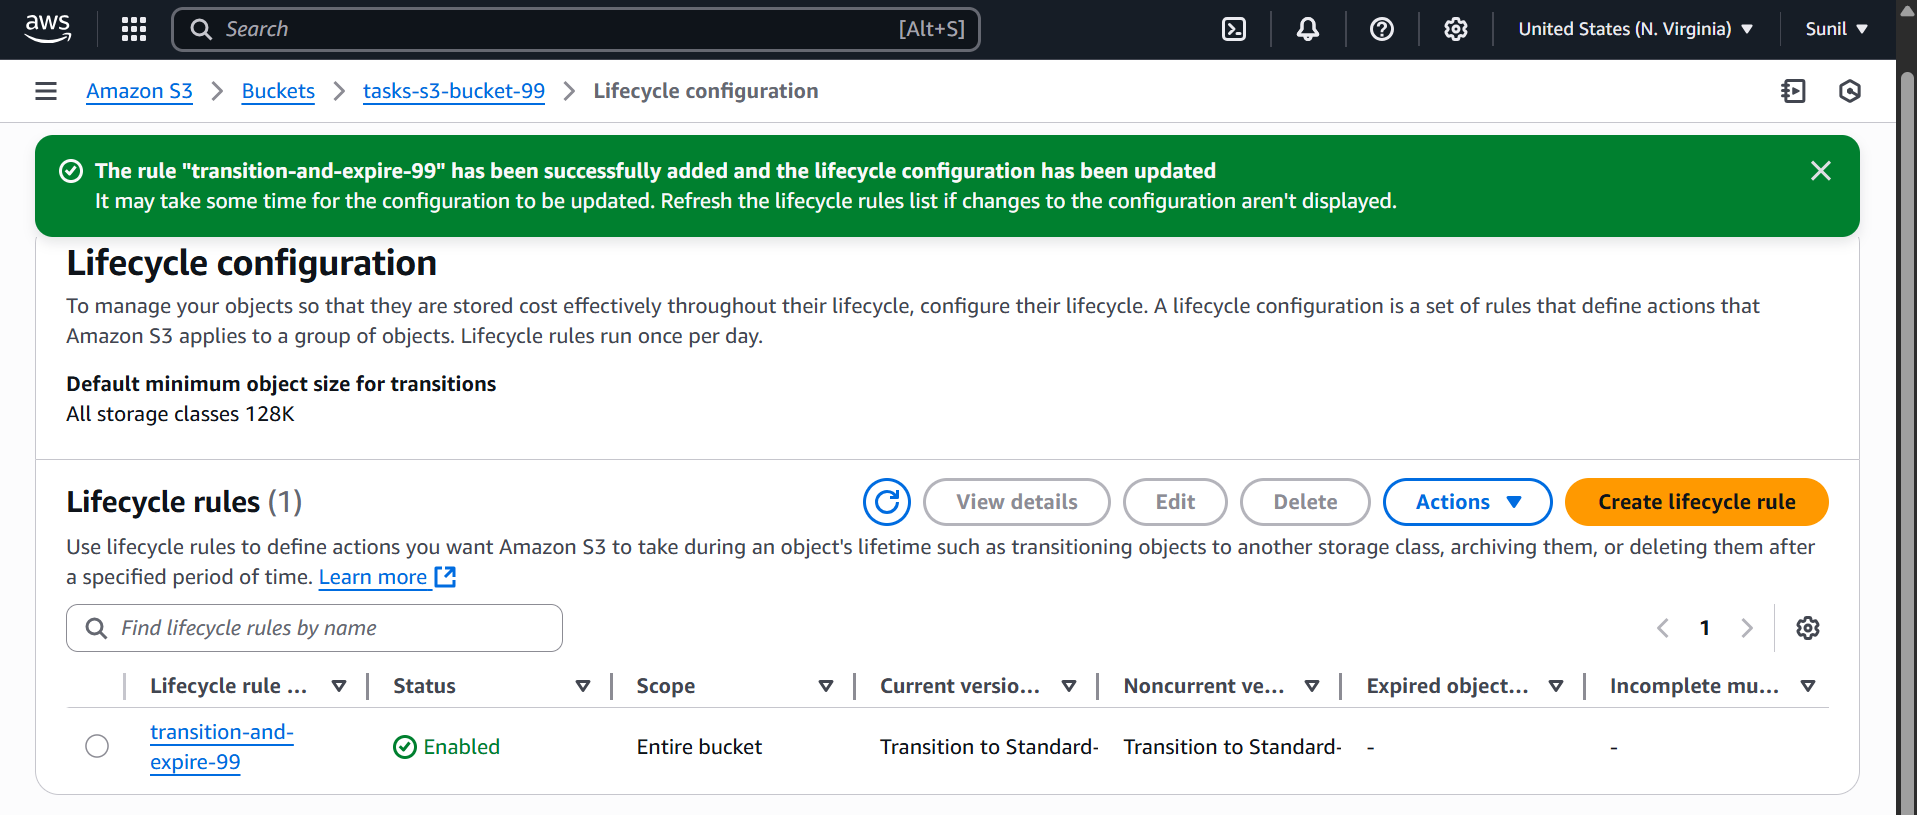 aws
Search [Alt+S]
United States (N. Virginia)
Sunil
Amazon S3 > Buckets > tasks-s3-bucket-99 > Lifecycle configuration
The rule "transition-and-expire-99" has been successfully added and the lifecycle configuration has been updated
It may take some time for the configuration to be updated. Refresh the lifecycle rules list if changes to the configuration aren't displayed.
Lifecycle configuration
To manage your objects so that they are stored cost effectively throughout their lifecycle, configure their lifecycle. A lifecycle configuration is a set of rules that define actions that
Amazon S3 applies to a group of objects. Lifecycle rules run once per day.
Default minimum object size for transitions
All storage classes 128K
Lifecycle rules (1)
View details
Edit
Delete
Actions
Create lifecycle rule
Use lifecycle rules to define actions you want Amazon S3 to take during an object's lifetime such as transitioning objects to another storage class, archiving them, or deleting them after
a specified period of time. Learn more
Find lifecycle rules by name
1
Lifecycle rule ... Status Scope Current versio... Noncurrent ve... Expired object... Incomplete mu...
transition-and-
expire-99
Enabled
Entire bucket
Transition to Standard-
Transition to Standard-
-
-